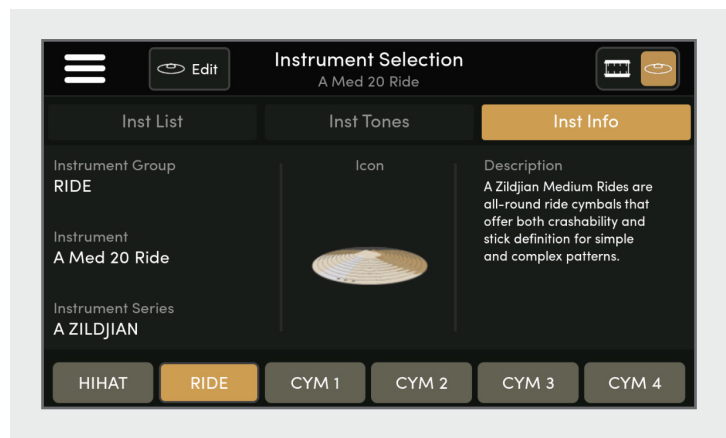 Edit
Instrument Selection
A Med 20 Ride
Inst List
Inst Tones
Inst Info
Instrument Group
RIDE
Instrument
A Med 20 Ride
Instrument Series
A ZILDJIAN
Icon
Description
A Zildjian Medium Rides are
all-round ride cymbals that
offer both crashability and
stick definition for simple
and complex patterns.
HIHAT
RIDE
CYM 1
CYM 2
CYM 3
CYM 4